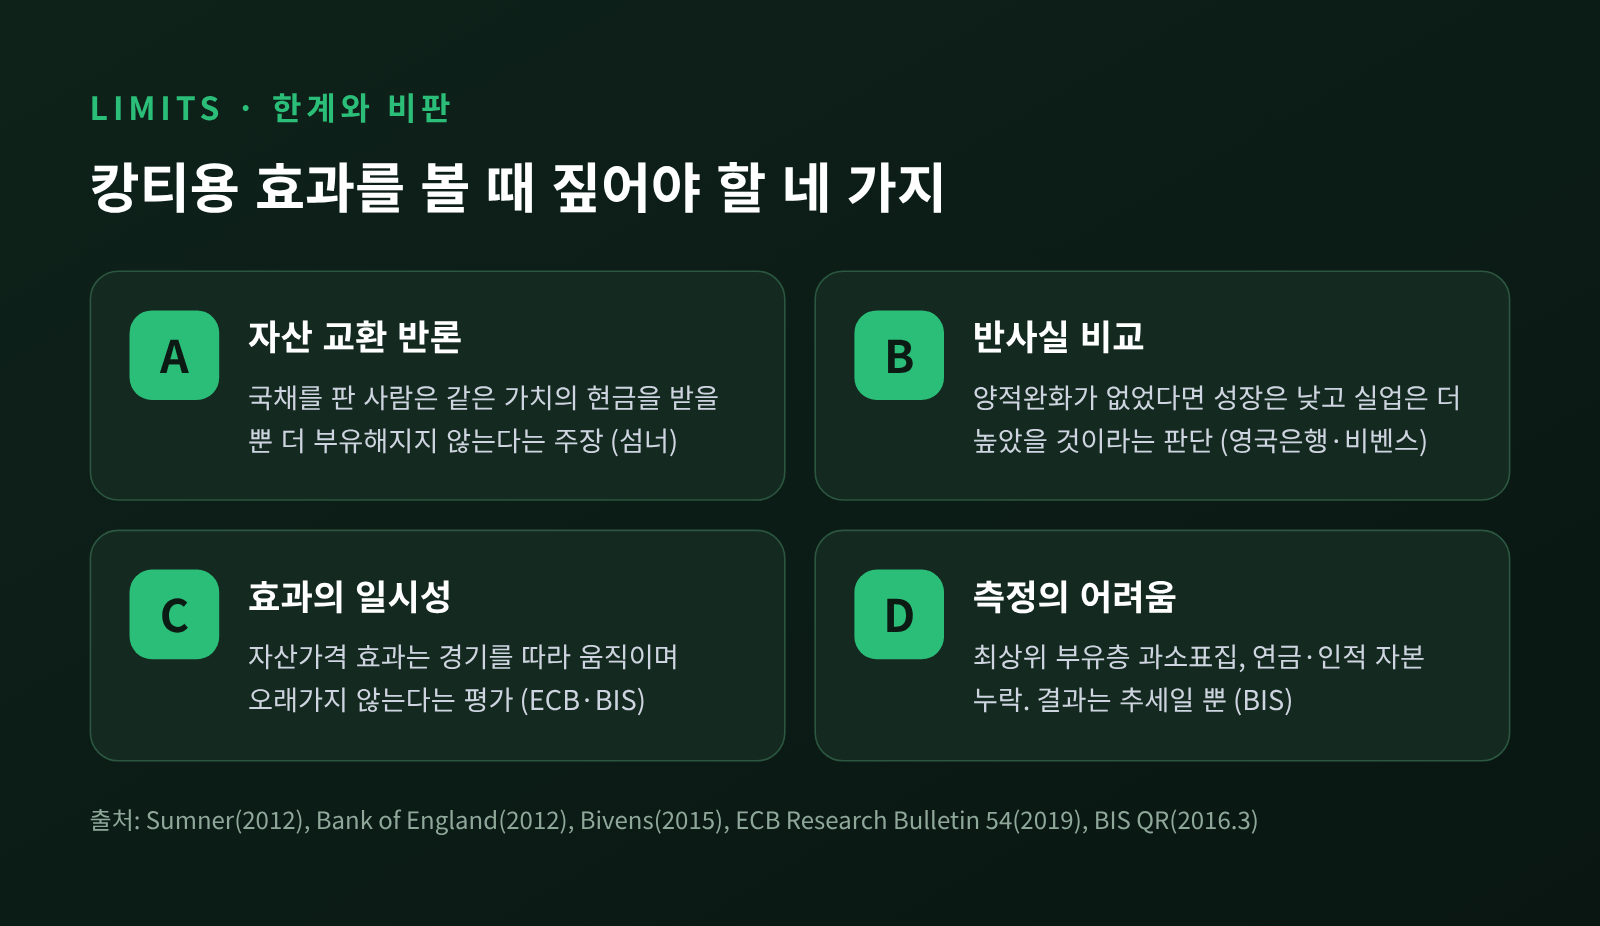 LIMITS · 한계와 비판
캉티용 효과를 볼 때 짚어야 할 네 가지
A
자산 교환 반론
국채를 판 사람은 같은 가치의 현금을 받을
뿐 더 부유해지지 않는다는 주장 (섬너)
B
반사실 비교
양적완화가 없었다면 성장은 낮고 실업은 더
높았을 것이라는 판단 (영국은행·비벤스)
C
효과의 일시성
자산가격 효과는 경기를 따라 움직이며
오래가지 않는다는 평가 (ECB·BIS)
D
측정의 어려움
최상위 부유층 과소표집, 연금·인적 자본
누락. 결과는 추세일 뿐 (BIS)
출처: Sumner(2012), Bank of England(2012), Bivens(2015), ECB Research Bulletin 54(2019), BIS QR(2016.3)